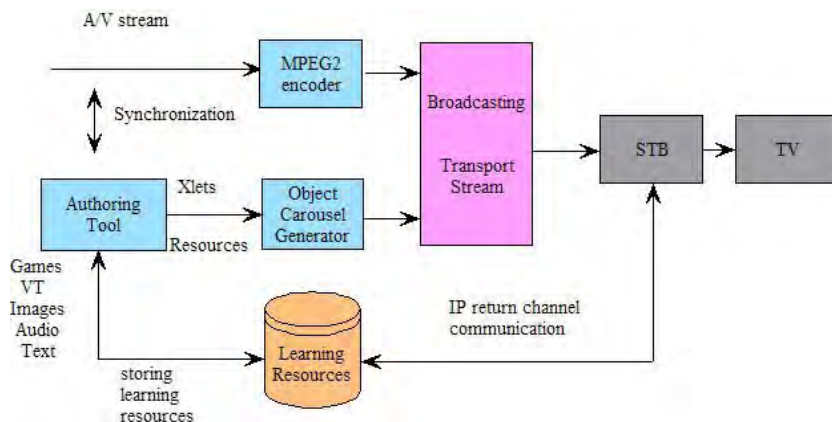 A/V stream
MPEG2
encoder
Synchronization
Broadcasting
Transport
Stream
STB
TV
Authoring
Tool
Xlets
Resources
Object
Carousel
Generator
Games
VT
Images
Audio
Text
storing
learning
resources
Learning
Resources
IP return channel
communication